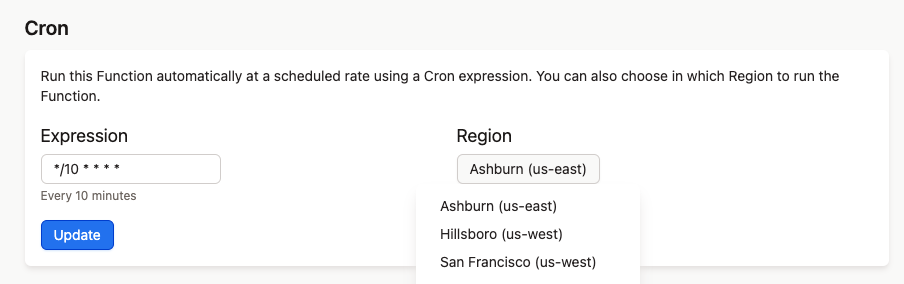 Cron
Run this Function automatically at a scheduled rate using a Cron expression. You can also choose in which Region to run the
Function.
Expression
Region
*/10 * * * *
Ashburn (us-east)
Every 10 minutes
Ashburn (us-east)
Update
Hillsboro (us-west)
San Francisco (us-west)